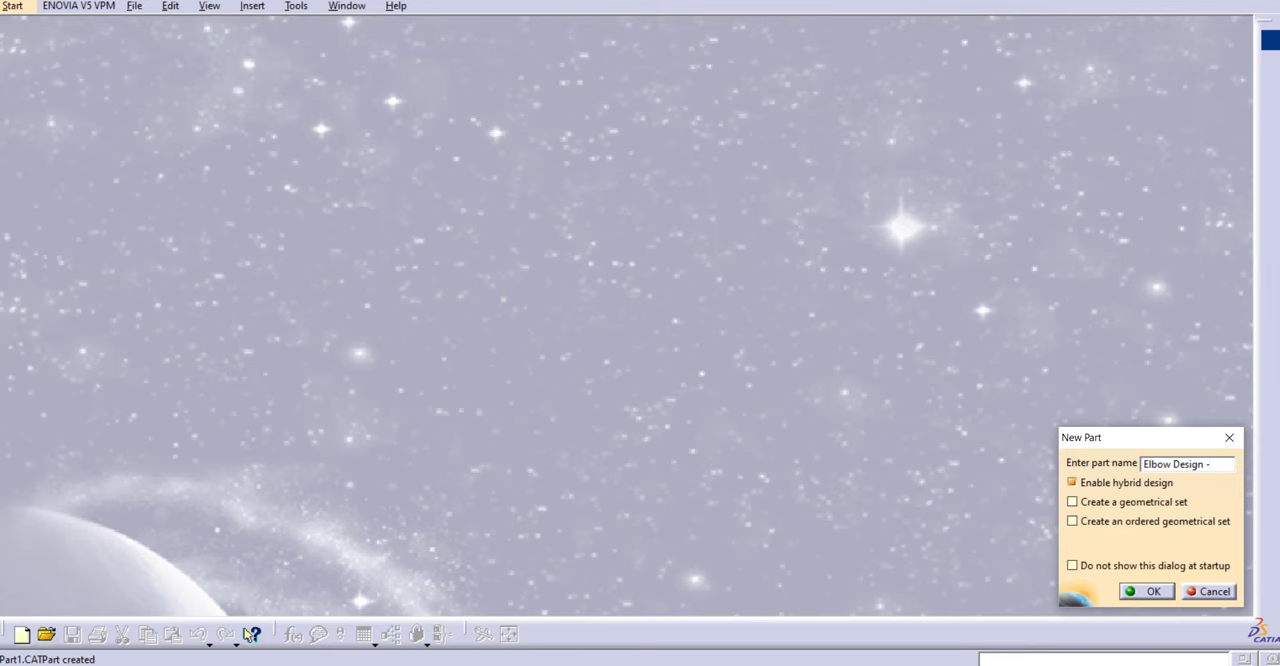 Start ENOVIA V5 VPM File Edit View Insert Tools Window Help
New Part
Enter part name Elbow Design -
Enable hybrid design
Create a geometrical set
Create an ordered geometrical set
Do not show this dialog at startup
OK Cancel
f(x)
CATIA
Part1.CATPart created